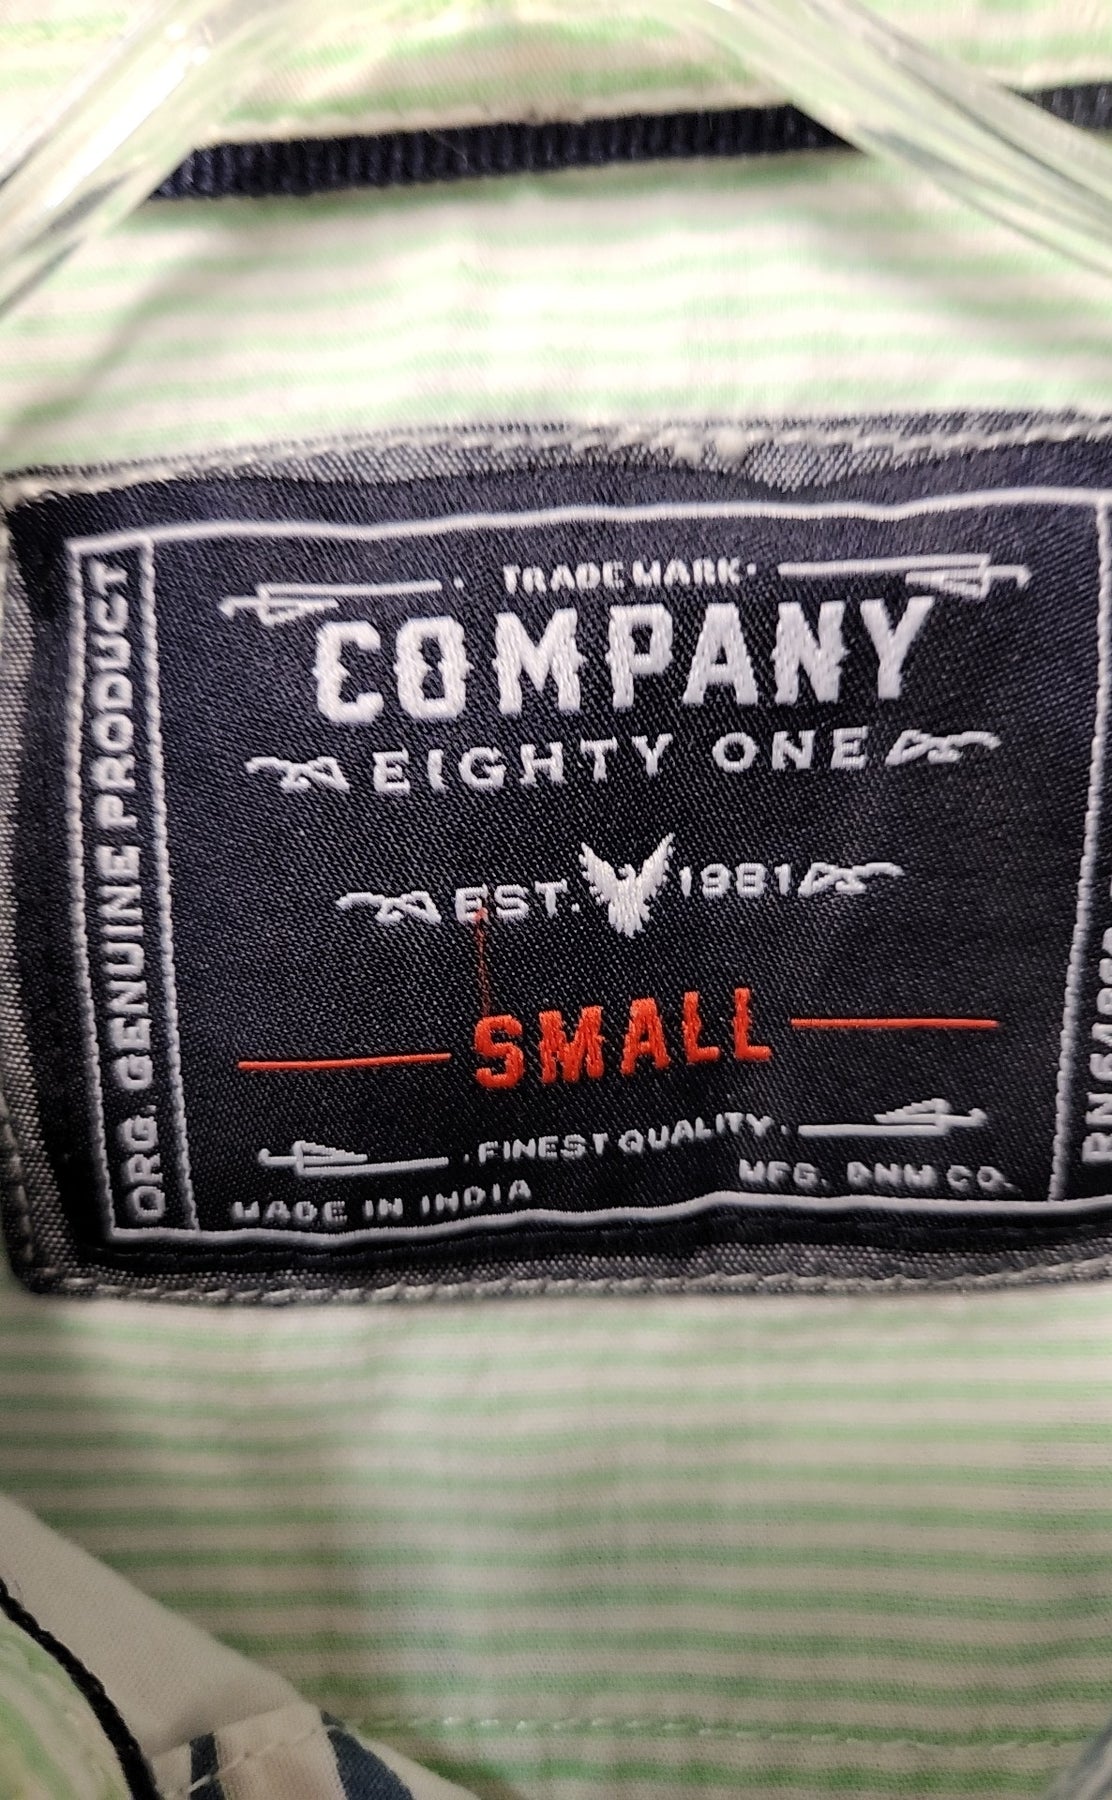 TRADE MARK
COMPANY
EIGHTY ONE
EST. 1981
SMALL
FINEST QUALITY.
MADE IN INDIA
MFG. DNM CO.
ORG. GENUINE PRODUCT